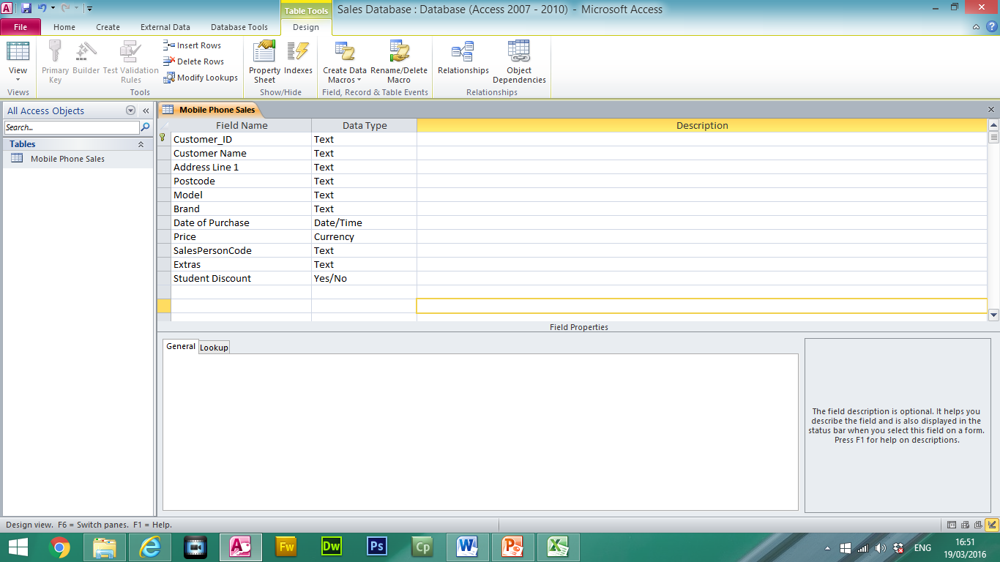 Table Tools
Sales Database : Database (Access 2007 - 2010) - Microsoft Access
File Home Create External Data Database Tools Design
View
Primary Key
Builder
Test Validation Rules
Insert Rows
Delete Rows
Modify Lookups
Property Sheet
Indexes
Create Data Macros
Rename/Delete Macro
Relationships
Object Dependencies
Views Tools Show/Hide Field, Record & Table Events Relationships
All Access Objects
Search...
Tables
Mobile Phone Sales
Mobile Phone Sales
Field Name Data Type Description
Customer_ID Text
Customer Name Text
Address Line 1 Text
Postcode Text
Model Text
Brand Text
Date of Purchase Date/Time
Price Currency
SalesPersonCode Text
Extras Text
Student Discount Yes/No
Field Properties
General Lookup
The field description is optional. It helps you
describe the field and is also displayed in the
status bar when you select this field on a form.
Press F1 for help on descriptions.
Design view. F6 = Switch panes. F1 = Help.
Fw Dw Ps Cp
ENG
16:51
19/03/2016